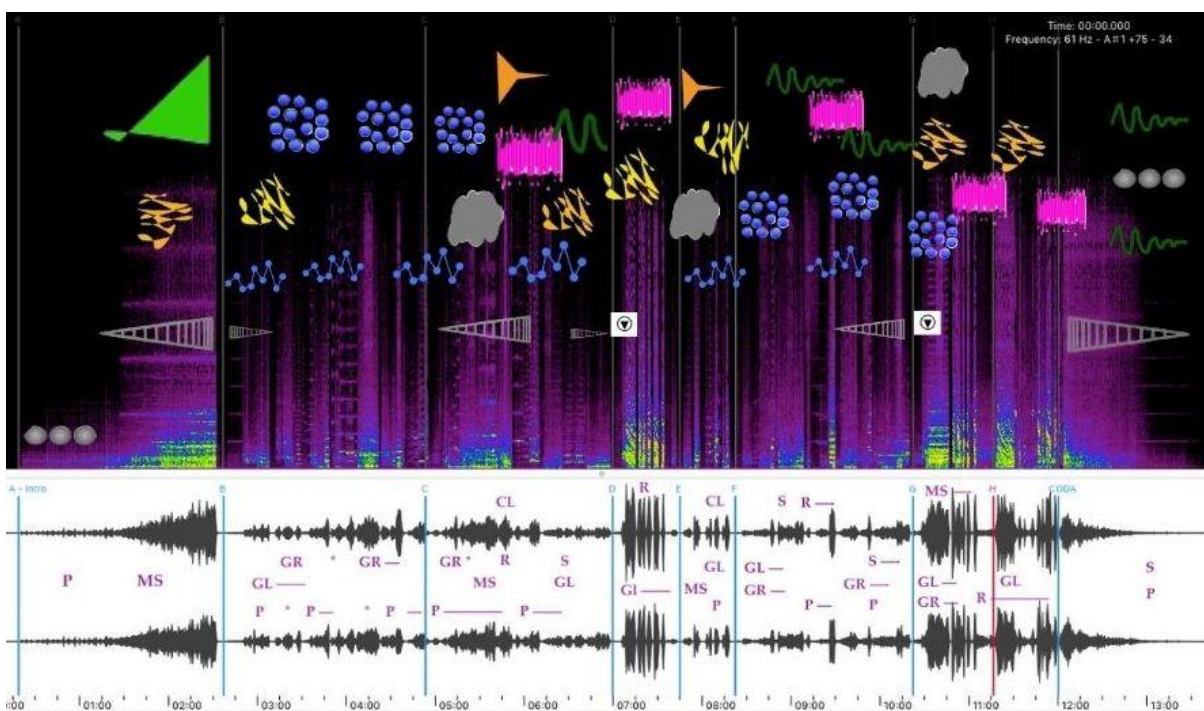 A B C D E F G H
Time: 00:00.000
Frequency: 61 Hz - A#1 +75 - 34
A - Intro B C D E F G H CODA
R MS
CL CL S R
GR * GR GR * R S S
P MS GL MS GL GL GL GL GL
GI MS GR GR GR R
P * P * P P P P P P P
S
P
:00 01:00 02:00 03:00 04:00 05:00 06:00 07:00 08:00 09:00 10:00 11:00 12:00 13:00